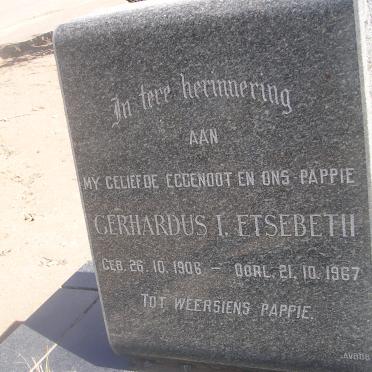 In tere herinnering
AAN
MY GELIEFDE EGGENOOT EN ONS PAPPIE
GERHARDUS I. ETSEBETH
GEB. 26. 10. 1906 – OORL. 21. 10. 1967
TOT WEERSIENS PAPPIE.